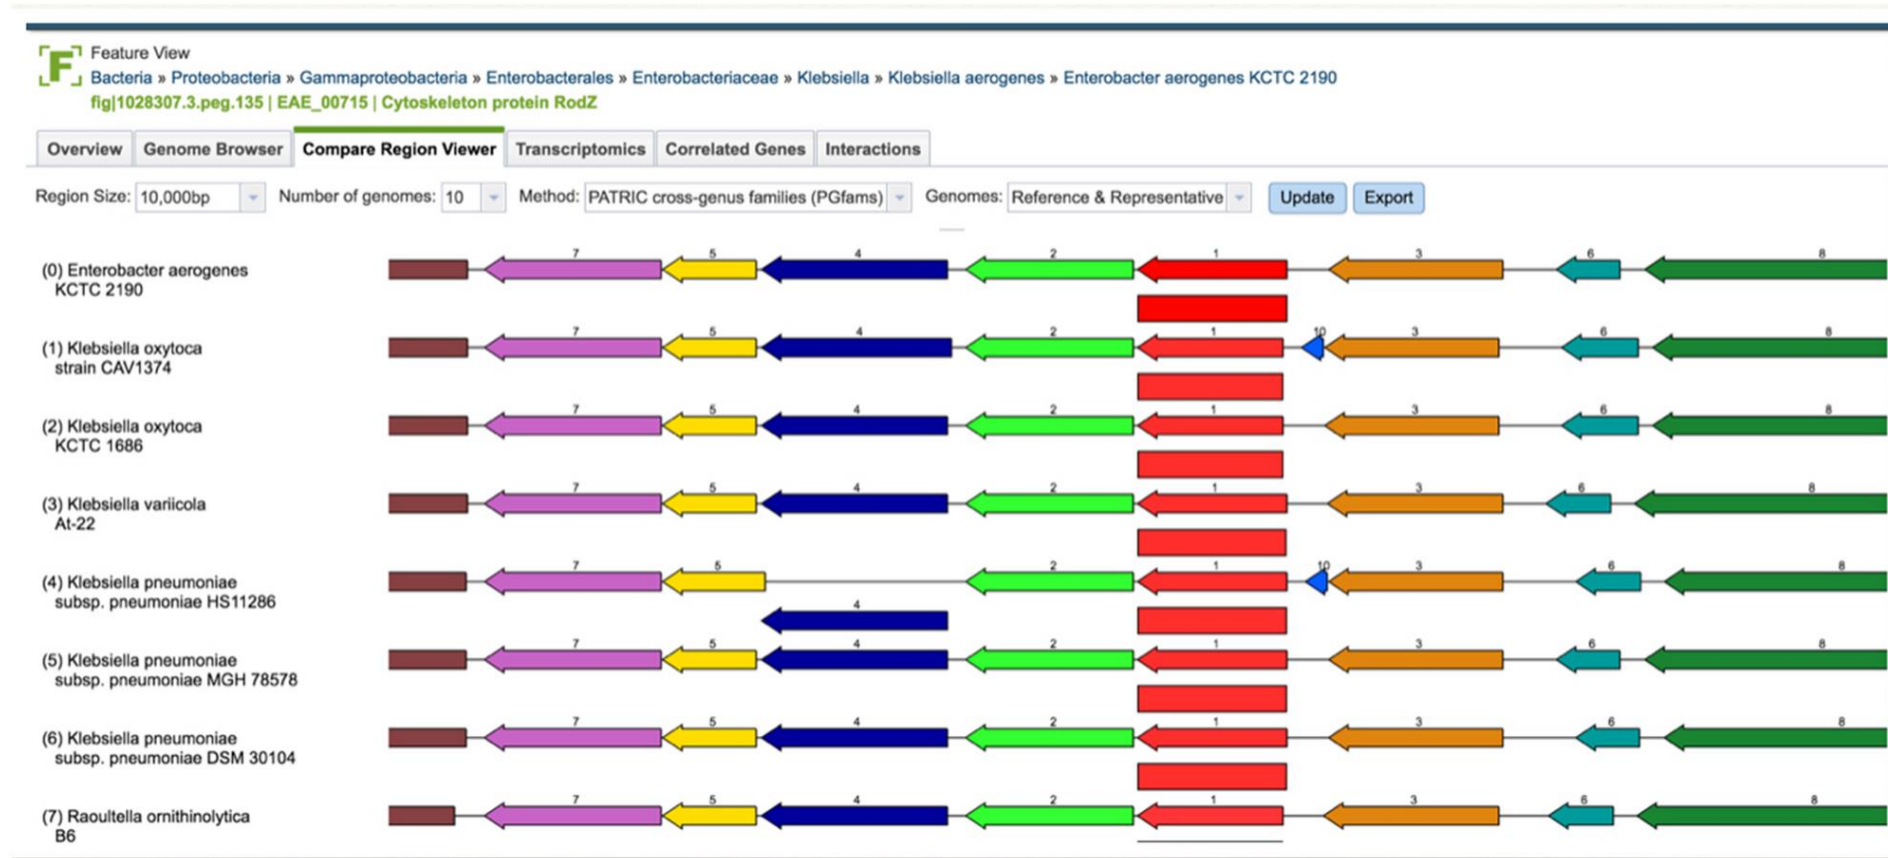 F
Feature View
Bacteria » Proteobacteria » Gammaproteobacteria » Enterobacterales » Enterobacteriaceae » Klebsiella » Klebsiella aerogenes » Enterobacter aerogenes KCTC 2190
fig|1028307.3.peg.135 | EAE_00715 | Cytoskeleton protein RodZ
Overview Genome Browser Compare Region Viewer Transcriptomics Correlated Genes Interactions
Region Size: 10,000bp Number of genomes: 10 Method: PATRIC cross-genus families (PGfams) Genomes: Reference & Representative Update Export
7 5 4 2 1 3 6 8
(0) Enterobacter aerogenes
KCTC 2190
7 5 4 2 1 10 3 6 8
(1) Klebsiella oxytoca
strain CAV1374
7 5 4 2 1 3 6 8
(2) Klebsiella oxytoca
KCTC 1686
7 5 4 2 1 3 6 8
(3) Klebsiella variicola
At-22
7 5 2 1 10 3 6 8
(4) Klebsiella pneumoniae
subsp. pneumoniae HS11286
4
7 5 4 2 1 3 6 8
(5) Klebsiella pneumoniae
subsp. pneumoniae MGH 78578
7 5 4 2 1 3 6 8
(6) Klebsiella pneumoniae
subsp. pneumoniae DSM 30104
7 5 4 2 1 3 6 8
(7) Raoultella ornithinolytica
B6